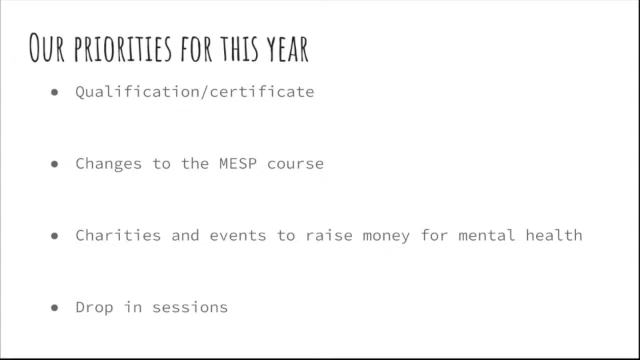 Our priorities for this year
● Qualification/certificate
● Changes to the MESP course
● Charities and events to raise money for mental health
● Drop in sessions